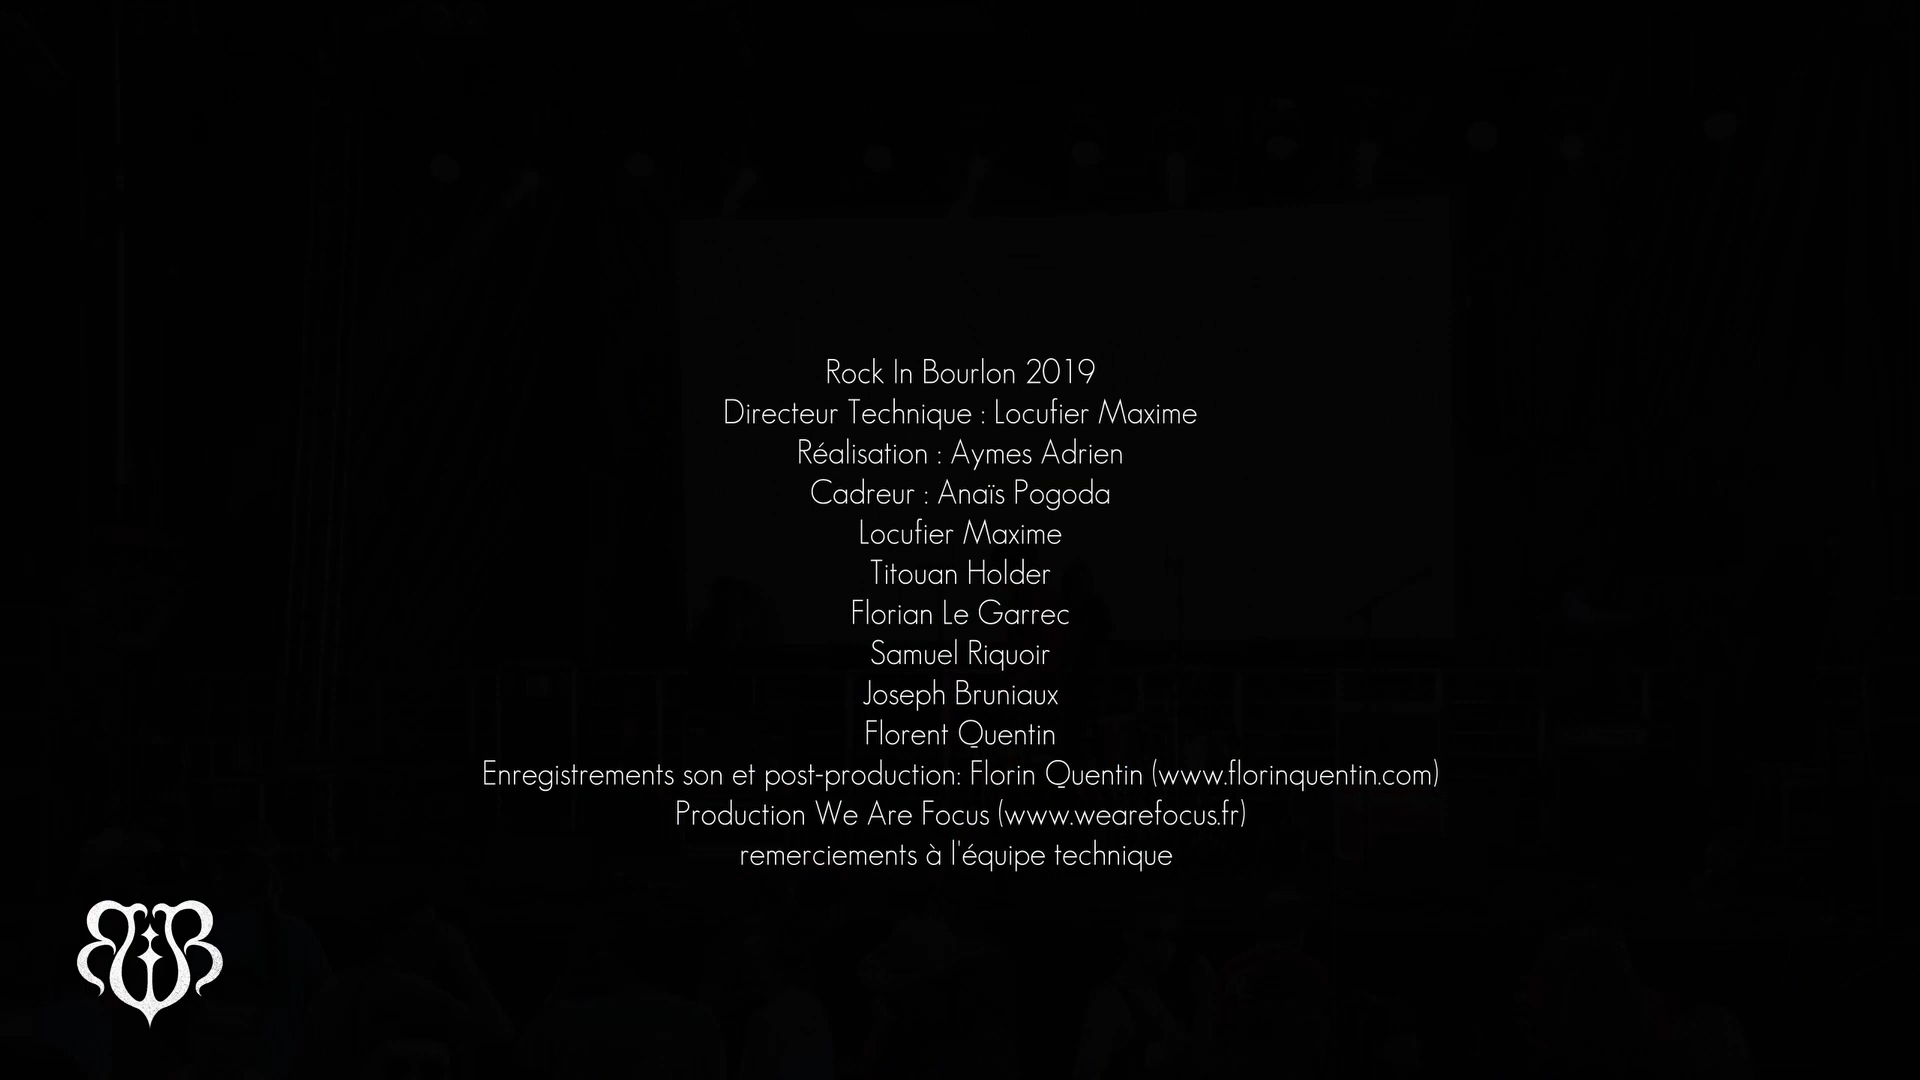 Rock In Bourlon 2019
Directeur Technique : Locufier Maxime
Réalisation : Aymes Adrien
Cadreur : Anaïs Pogoda
Locufier Maxime
Titouan Holder
Florian Le Garrec
Samuel Riquoir
Joseph Bruniaux
Florent Quentin
Enregistrements son et post-production: Florin Quentin (www.florinquentin.com)
Production We Are Focus (www.wearefocus.fr)
remerciements à l'équipe technique